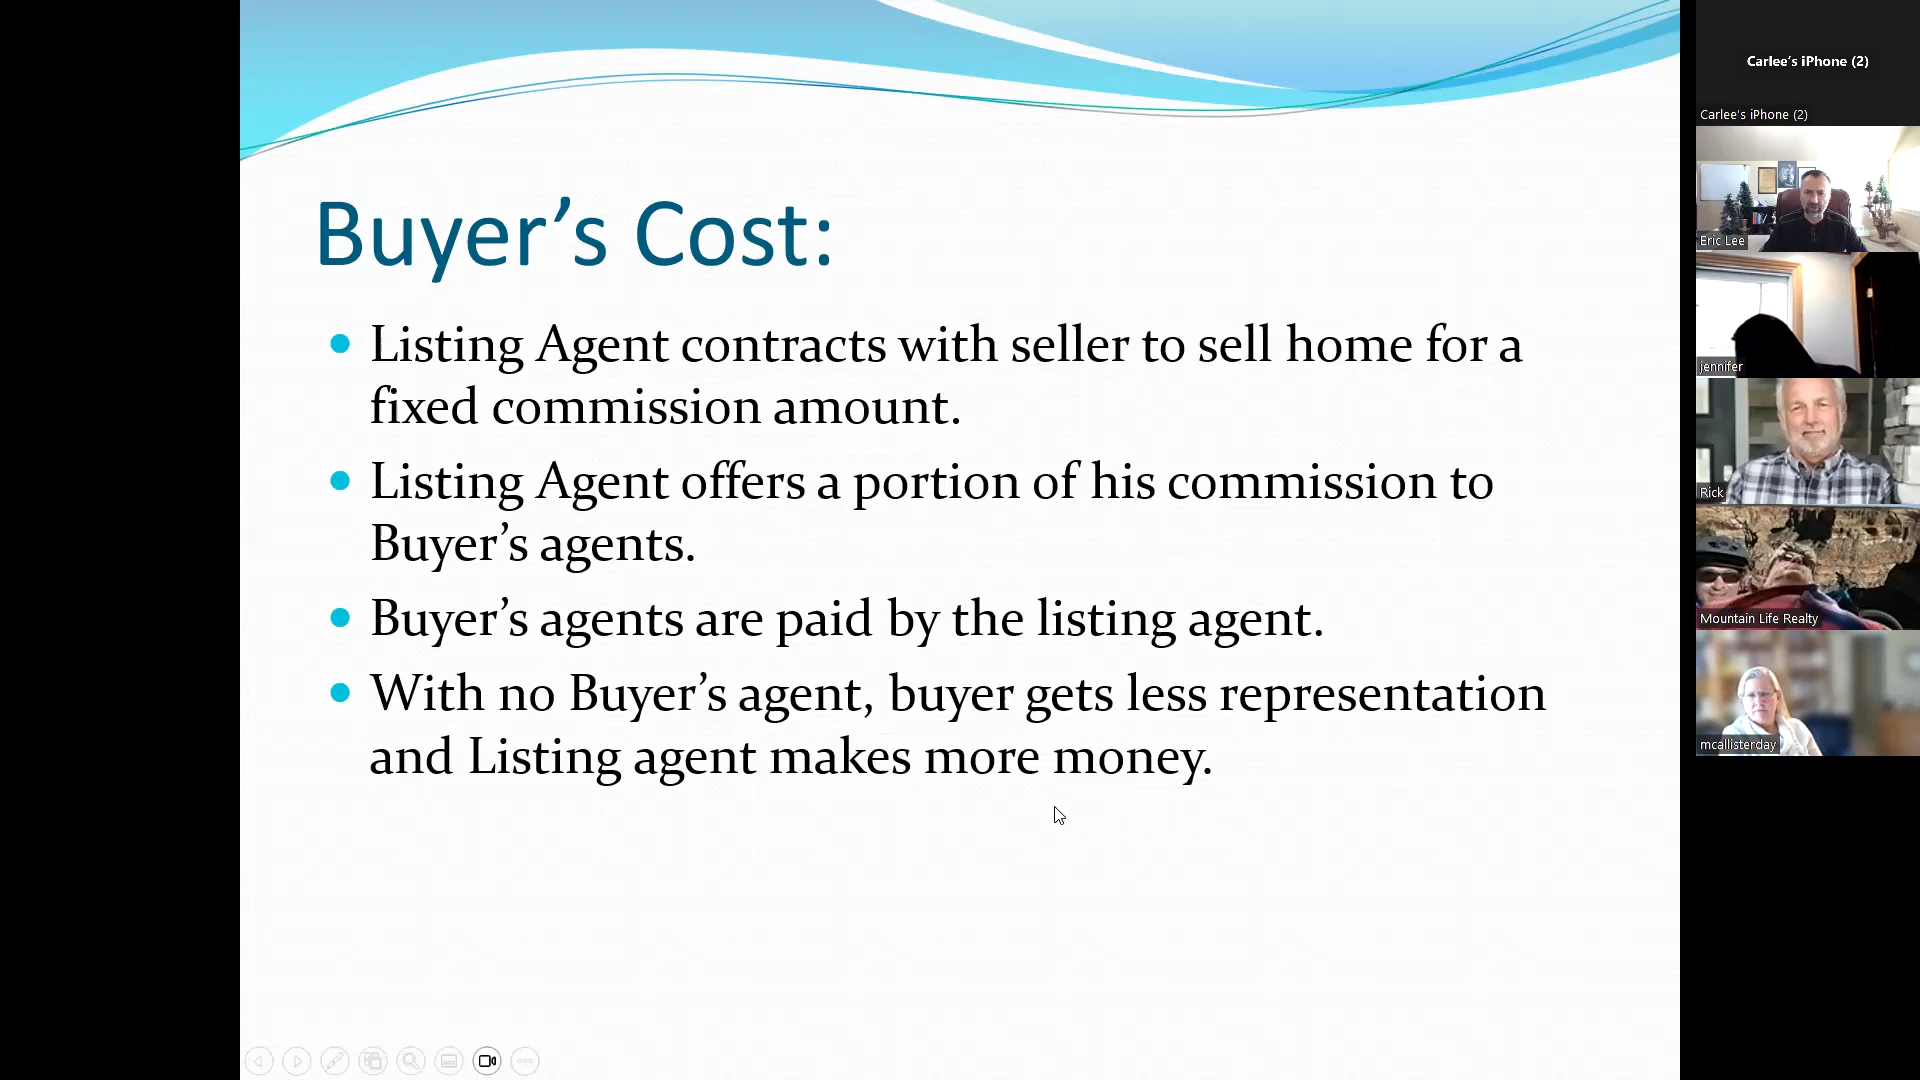 Buyer’s Cost:
Listing Agent contracts with seller to sell home for a
fixed commission amount.
Listing Agent offers a portion of his commission to
Buyer’s agents.
Buyer’s agents are paid by the listing agent.
With no Buyer’s agent, buyer gets less representation
and Listing agent makes more money.
Carlee’s iPhone (2)
Carlee's iPhone (2)
Eric Lee
jennifer
Rick
Mountain Life Realty
mcallisterday